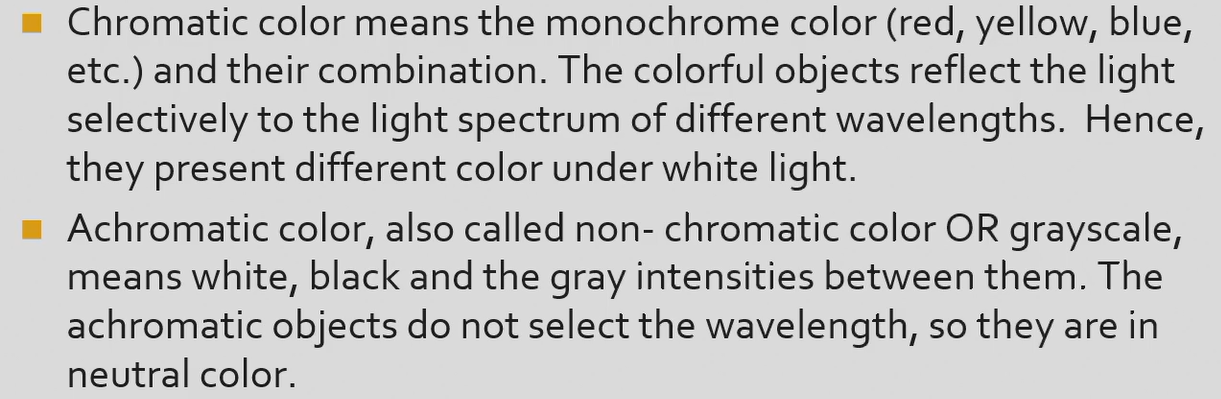 Chromatic color means the monochrome color (red, yellow, blue,
etc.) and their combination. The colorful objects reflect the light
selectively to the light spectrum of different wavelengths.  Hence,
they present different color under white light.
Achromatic color, also called non- chromatic color OR grayscale,
means white, black and the gray intensities between them. The
achromatic objects do not select the wavelength, so they are in
neutral color.